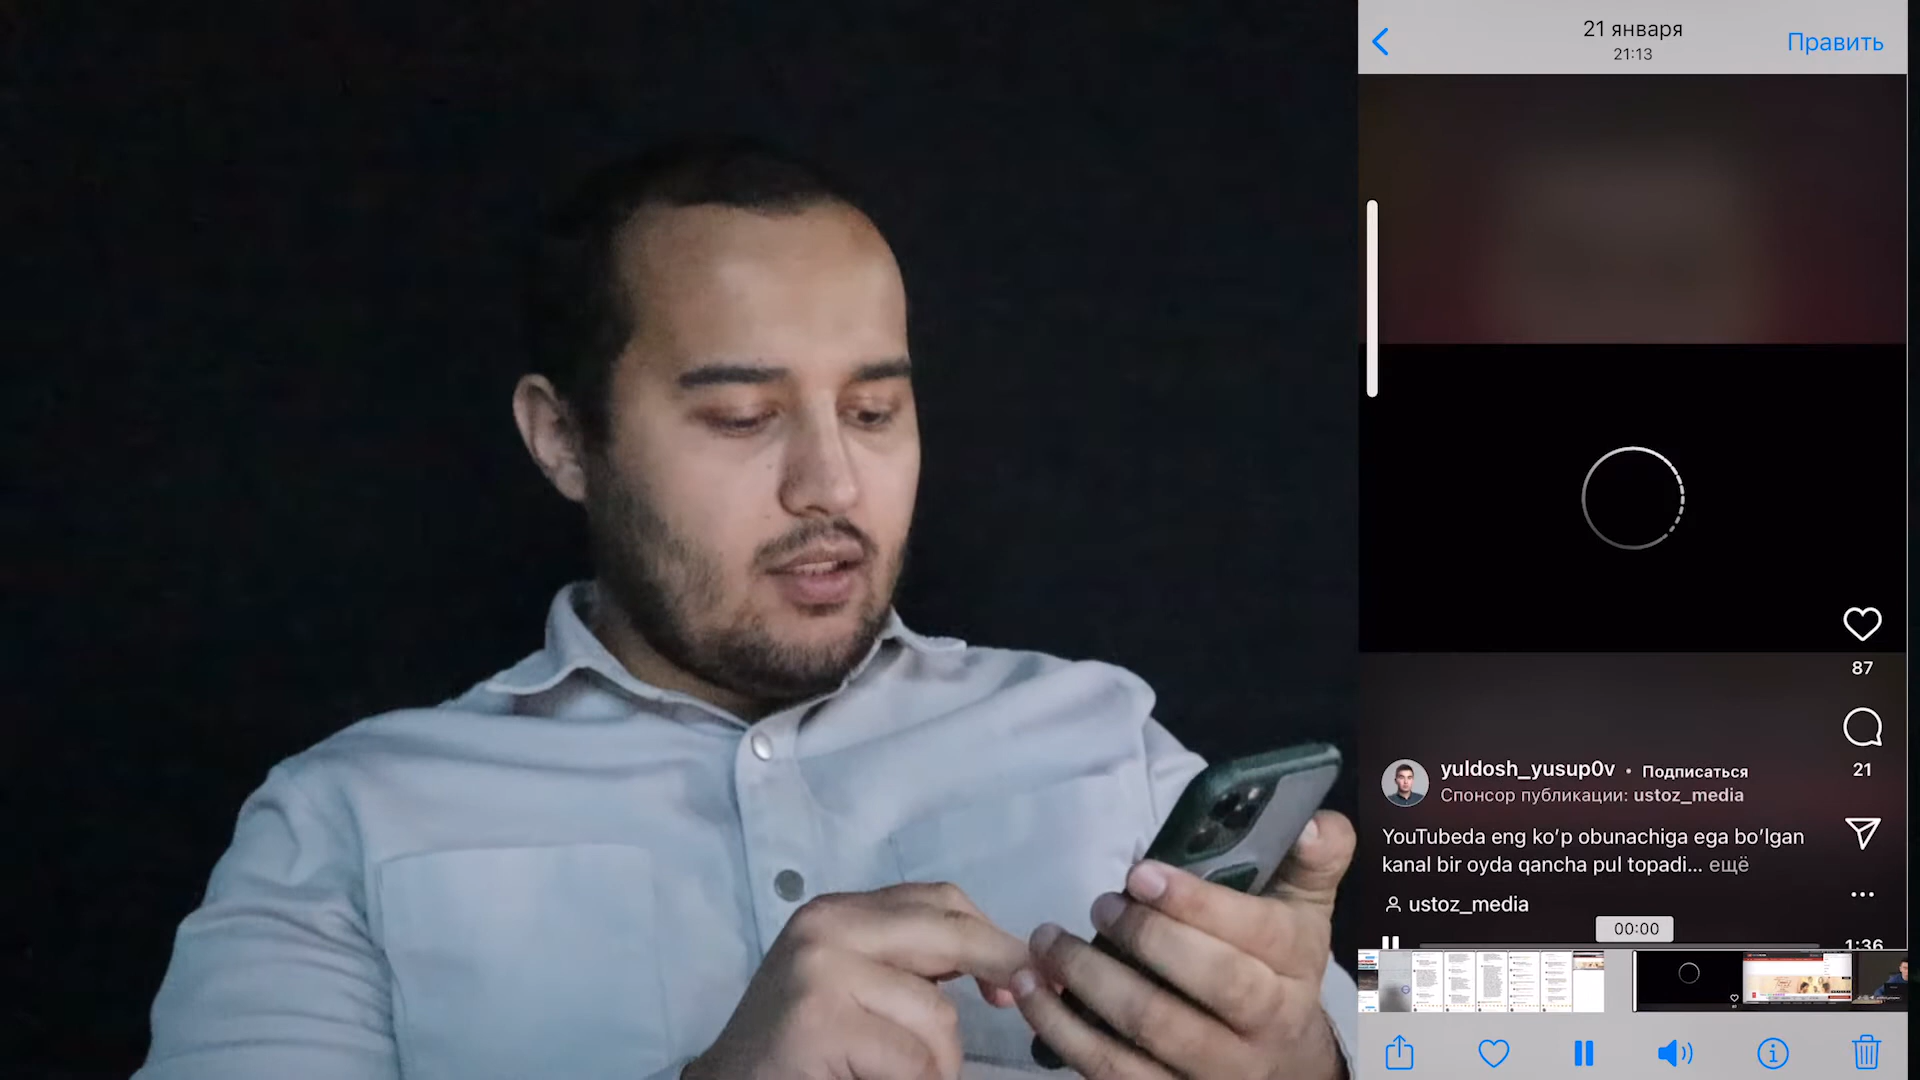 21 января
21:13
Править
87
21
yuldosh_yusup0v • Подписаться
Спонсор публикации: ustoz_media
YouTubeda eng ko‘p obunachiga ega bo‘lgan
kanal bir oyda qancha pul topadi... ещё
ustoz_media
00:00
1:36